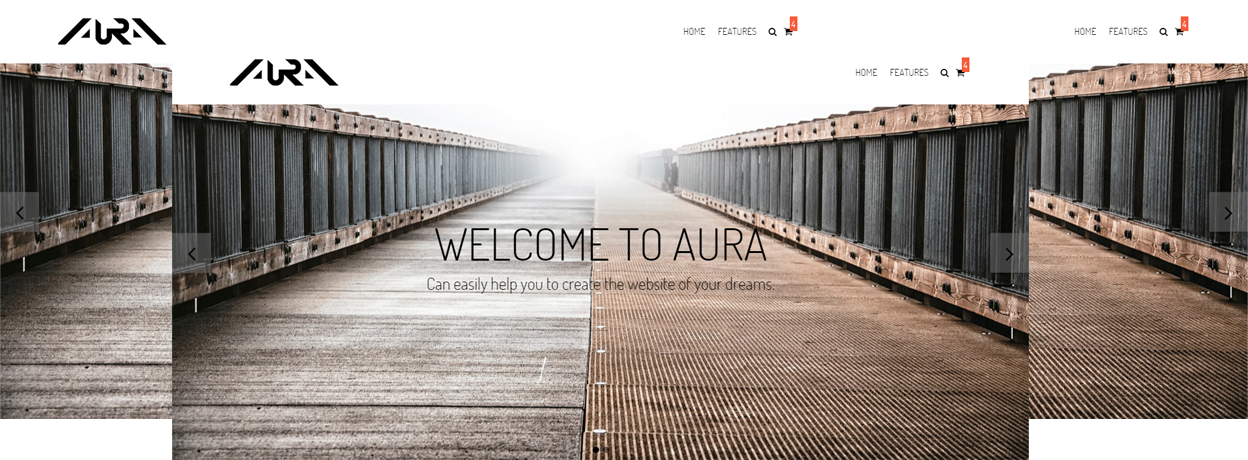 AURA
HOME FEATURES 4
HOME FEATURES 4
AURA
HOME FEATURES 4
WELCOME TO AURA
Can easily help you to create the website of your dreams.